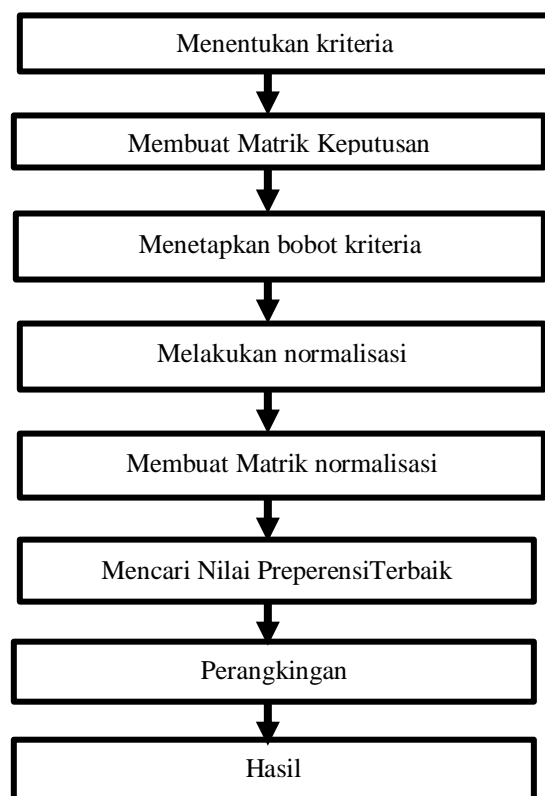 Menentukan kriteria
Membuat Matrik Keputusan
Menetapkan bobot kriteria
Melakukan normalisasi
Membuat Matrik normalisasi
Mencari Nilai PreperensiTerbaik
Perangkingan
Hasil